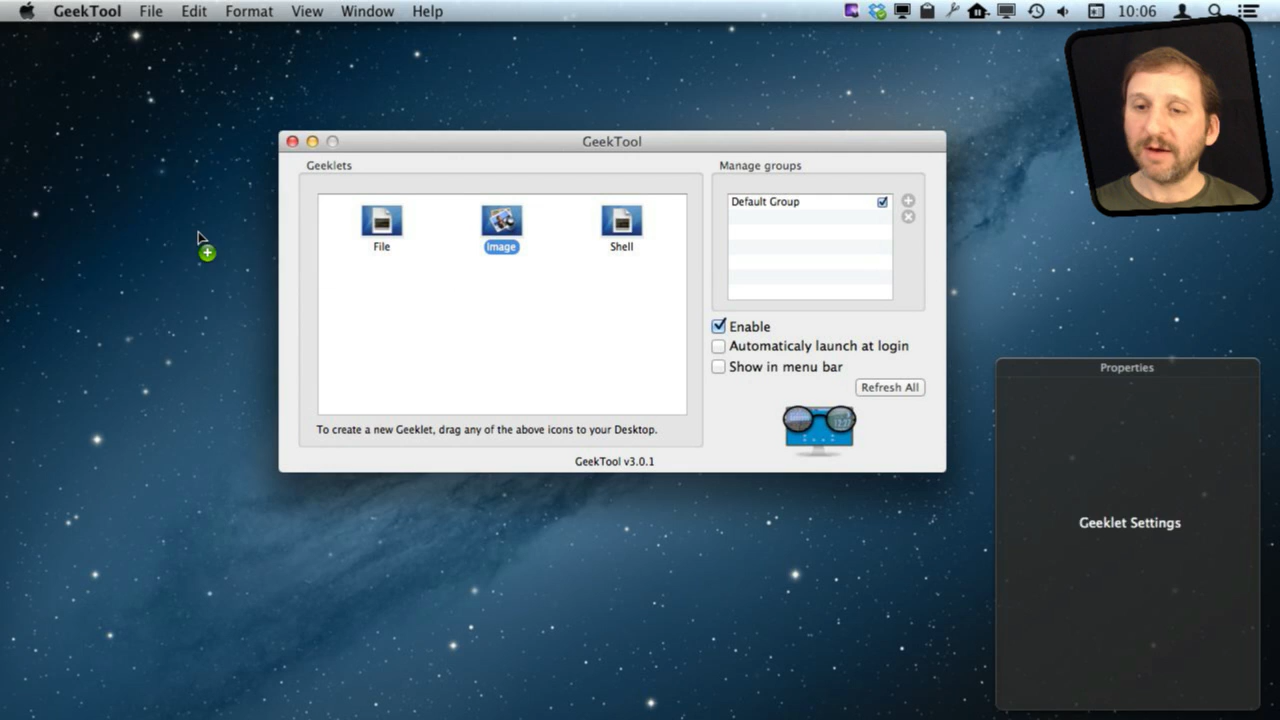 GeekTool File Edit Format View Window Help 10:06
GeekTool
Geeklets
Manage groups
File
Image
Shell
Default Group
Enable
Automaticaly launch at login
Show in menu bar
Refresh All
To create a new Geeklet, drag any of the above icons to your Desktop.
GeekTool v3.0.1
Properties
Geeklet Settings